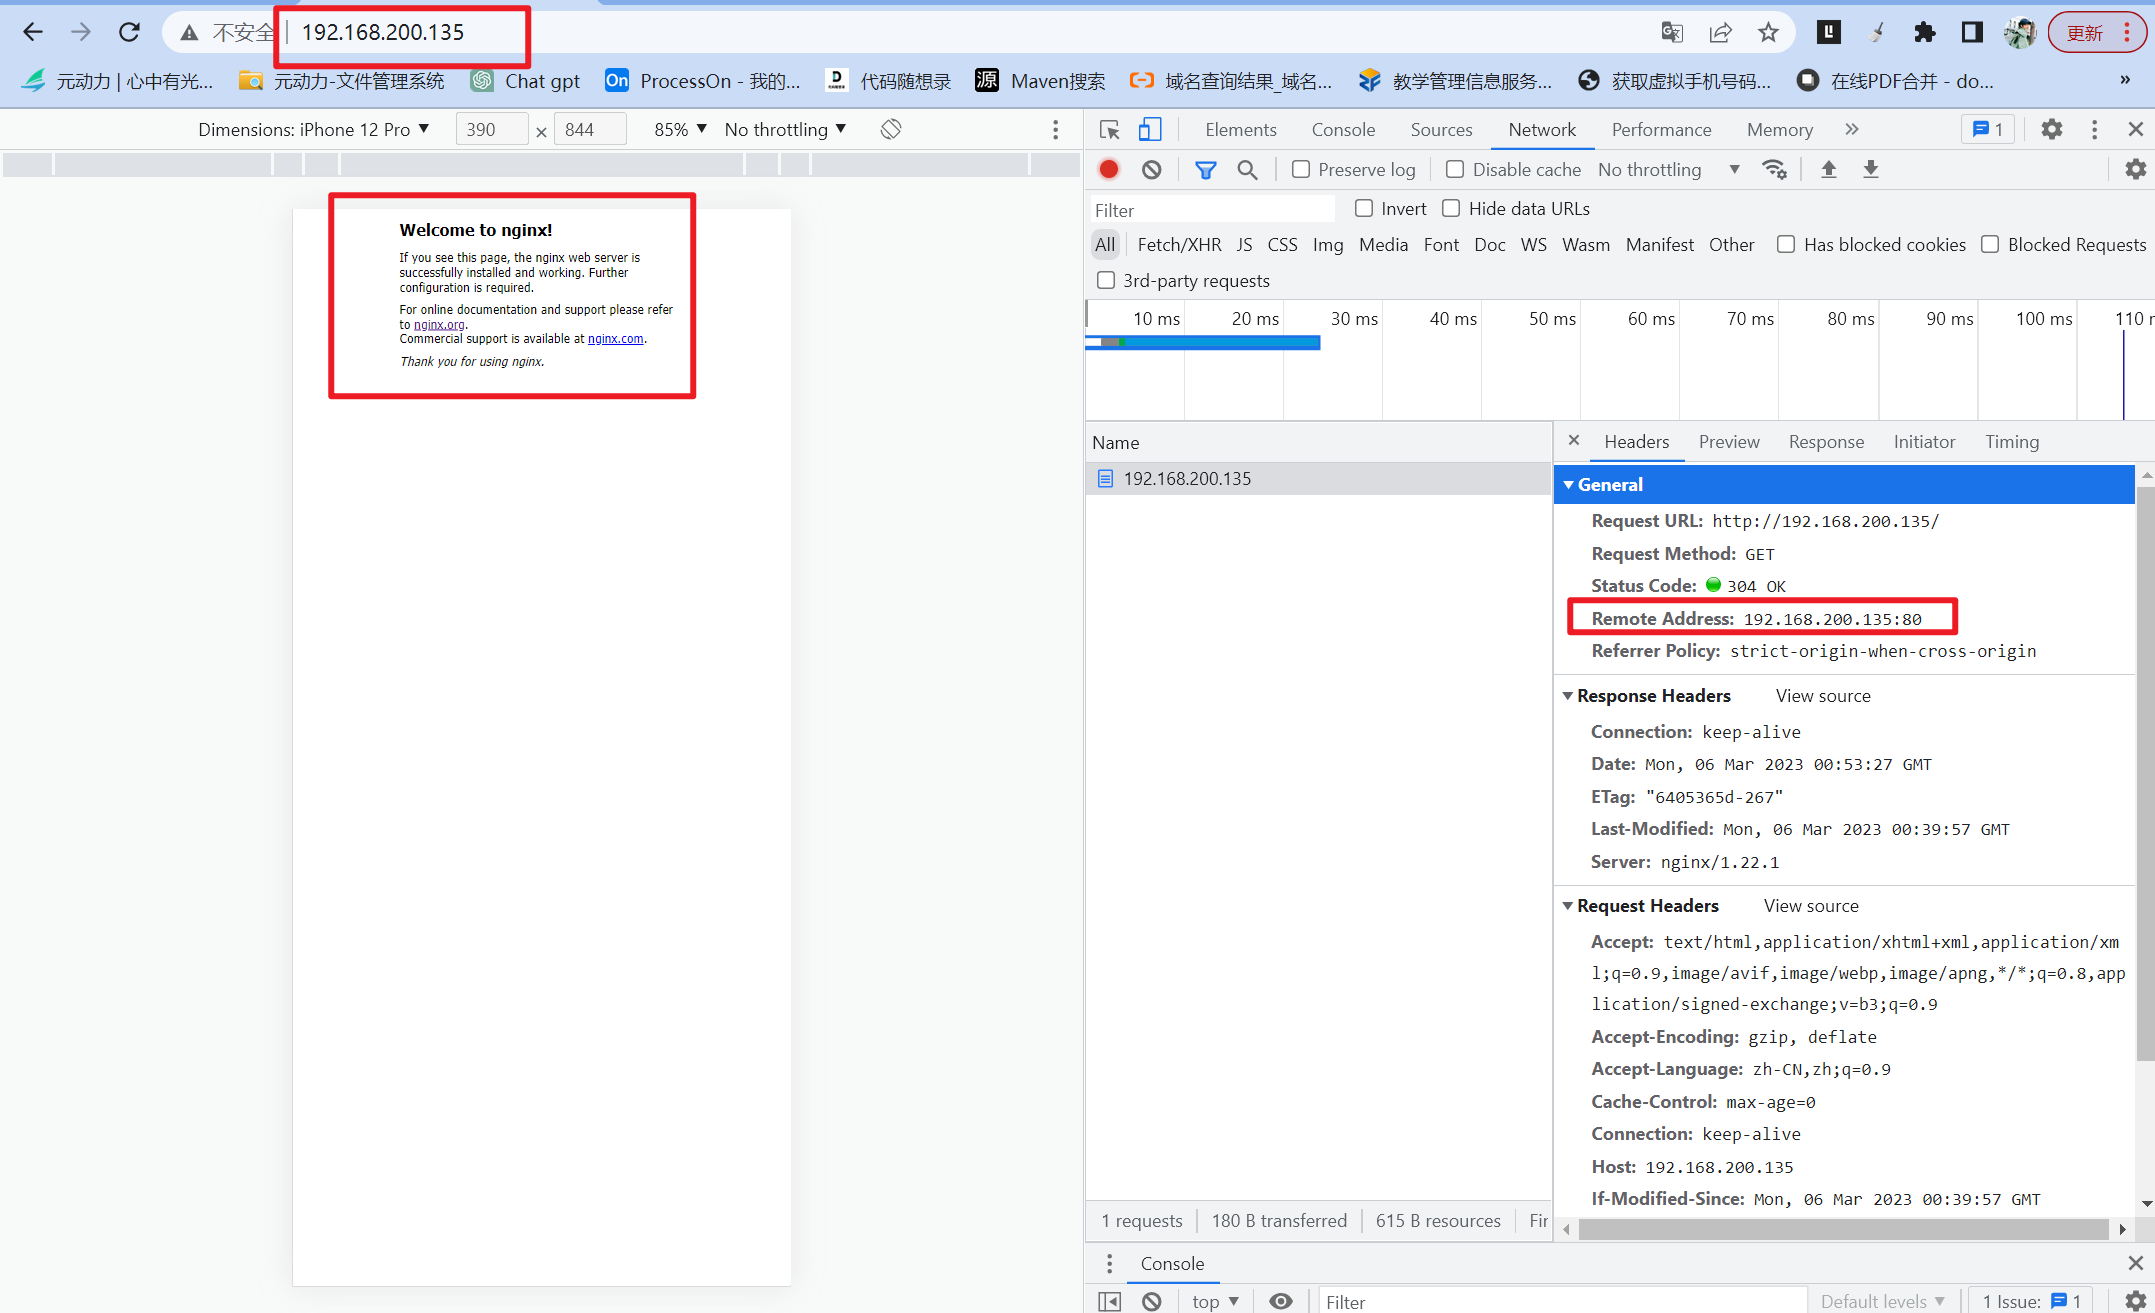 不安全 192.168.200.135 更新
元动力 | 心中有光... 元动力-文件管理系统 Chat gpt On ProcessOn - 我的... 代码随想录 源 Maven搜索 域名查询结果_域名... 教学管理信息服务... 获取虚拟手机号码... 在线PDF合并 - do... »
Dimensions: iPhone 12 Pro ▼ 390 × 844 85% ▼ No throttling ▼
Elements Console Sources Network Performance Memory » 1
Preserve log Disable cache No throttling ▼
Filter Invert Hide data URLs
All Fetch/XHR JS CSS Img Media Font Doc WS Wasm Manifest Other Has blocked cookies Blocked Requests
3rd-party requests
10 ms 20 ms 30 ms 40 ms 50 ms 60 ms 70 ms 80 ms 90 ms 100 ms 110
Welcome to nginx!
If you see this page, the nginx web server is
successfully installed and working. Further
configuration is required.
For online documentation and support please refer
to nginx.org.
Commercial support is available at nginx.com.
Thank you for using nginx.
Name
192.168.200.135
Headers Preview Response Initiator Timing
General
Request URL: http://192.168.200.135/
Request Method: GET
Status Code: 304 OK
Remote Address: 192.168.200.135:80
Referrer Policy: strict-origin-when-cross-origin
Response Headers View source
Connection: keep-alive
Date: Mon, 06 Mar 2023 00:53:27 GMT
ETag: "6405365d-267"
Last-Modified: Mon, 06 Mar 2023 00:39:57 GMT
Server: nginx/1.22.1
Request Headers View source
Accept: text/html,application/xhtml+xml,application/xm
l;q=0.9,image/avif,image/webp,image/apng,*/*;q=0.8,app
lication/signed-exchange;v=b3;q=0.9
Accept-Encoding: gzip, deflate
Accept-Language: zh-CN,zh;q=0.9
Cache-Control: max-age=0
Connection: keep-alive
Host: 192.168.200.135
If-Modified-Since: Mon, 06 Mar 2023 00:39:57 GMT
1 requests 180 B transferred 615 B resources Fir
Console
top ▼ Filter Default levels ▼ 1 Issue: 1